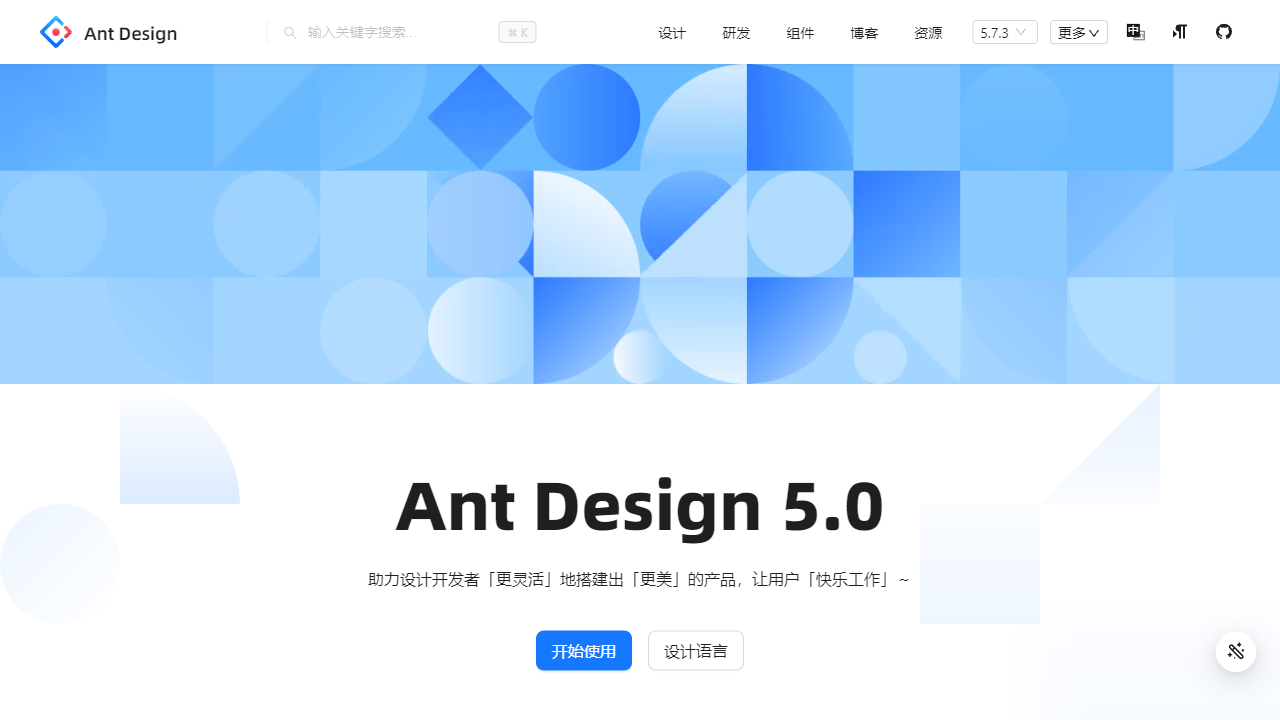 Ant Design
输入关键字搜索...
⌘ K
设计 研发 组件 博客 资源
5.7.3
更多
中
Ant Design 5.0
助力设计开发者「更灵活」地搭建出「更美」的产品，让用户「快乐工作」~
开始使用 设计语言